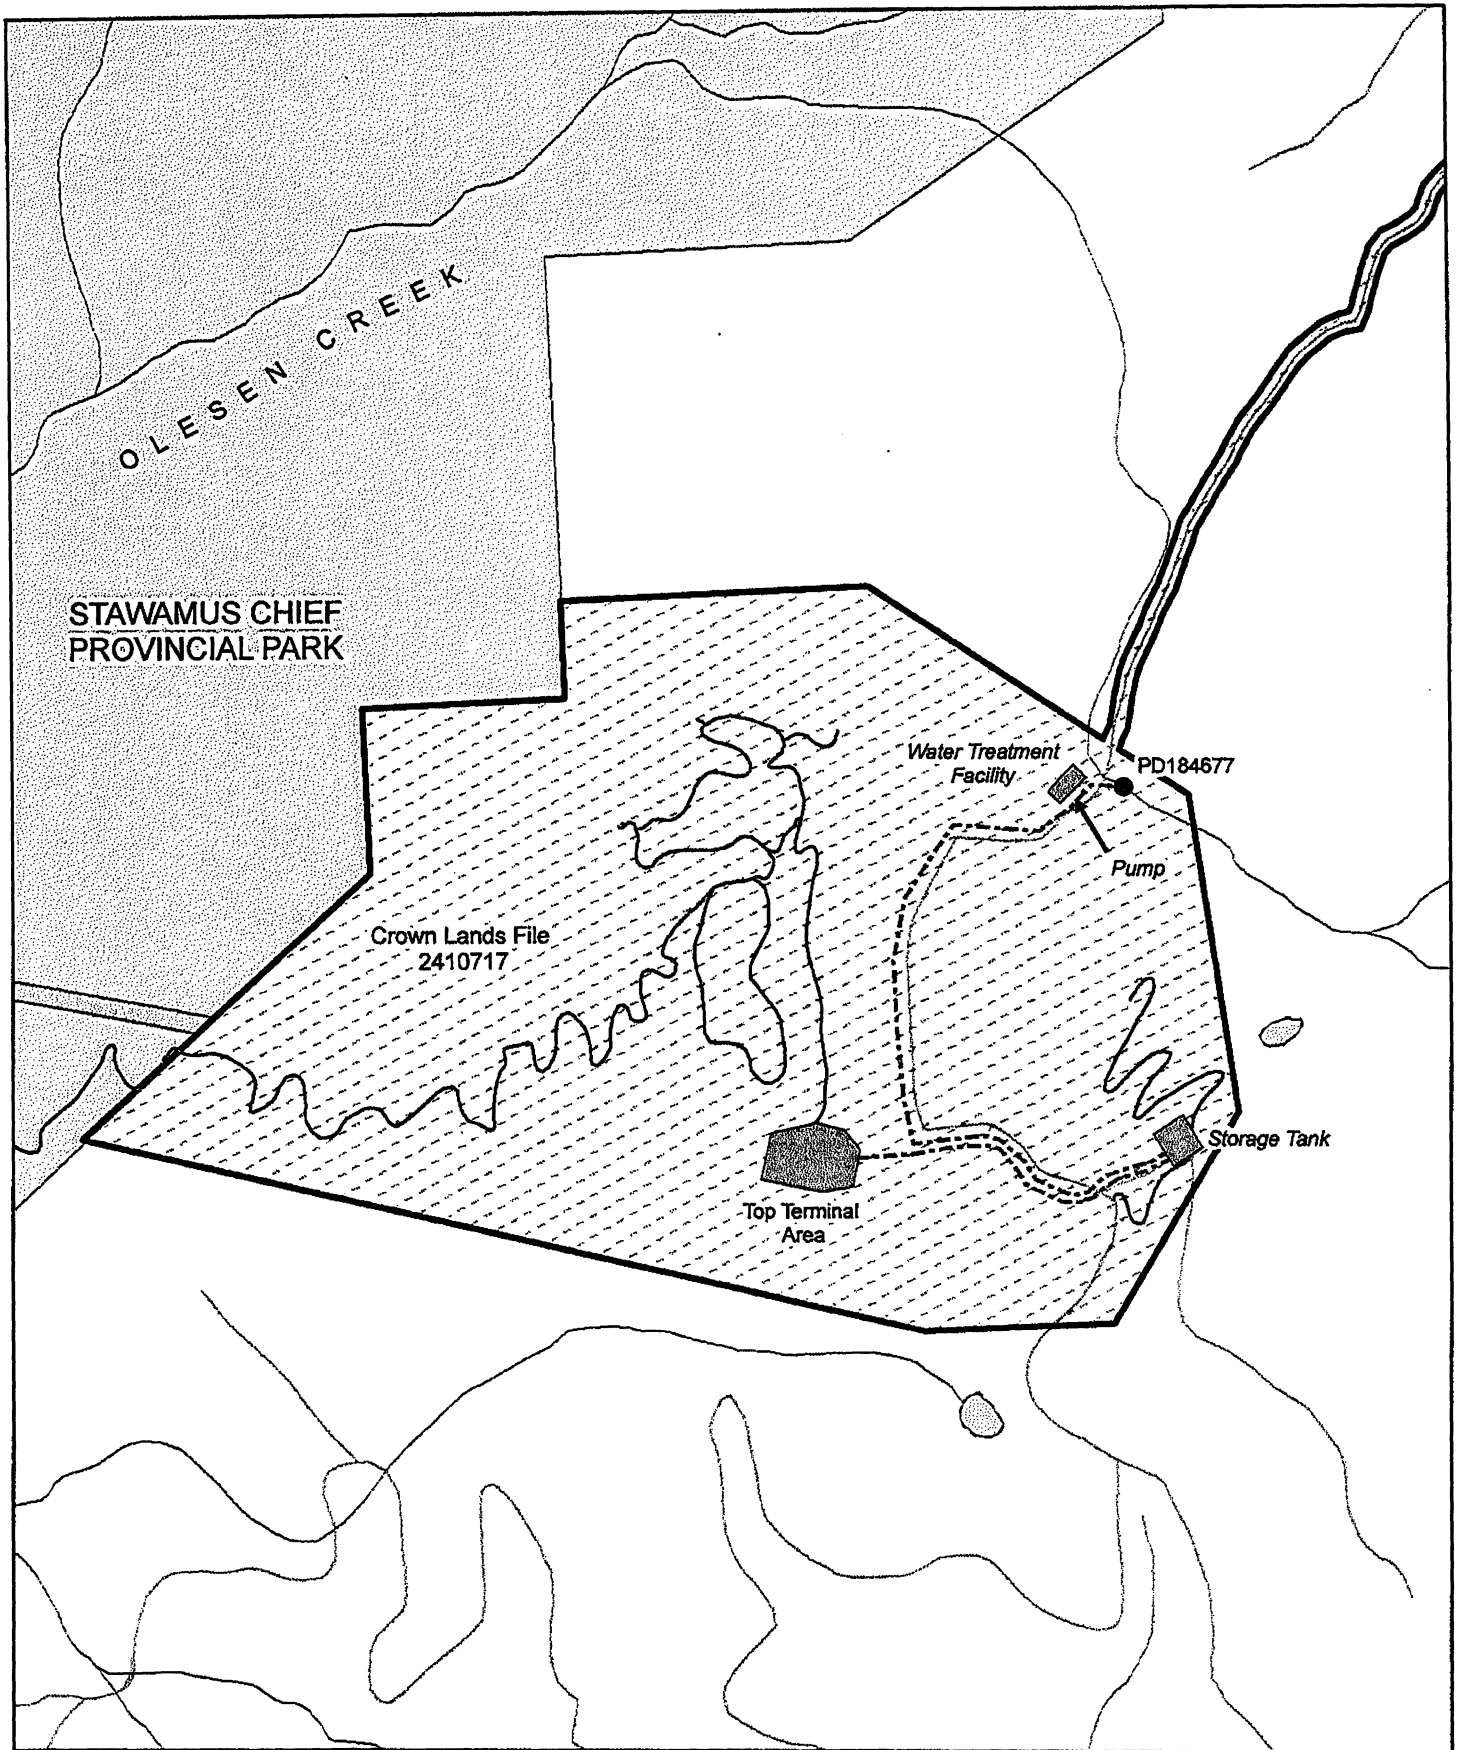 OLESEN CREEK
STAWAMUS CHIEF
PROVINCIAL PARK
Water Treatment
Facility
PD184677
Pump
Crown Lands File
2410717
Storage Tank
Top Terminal
Area